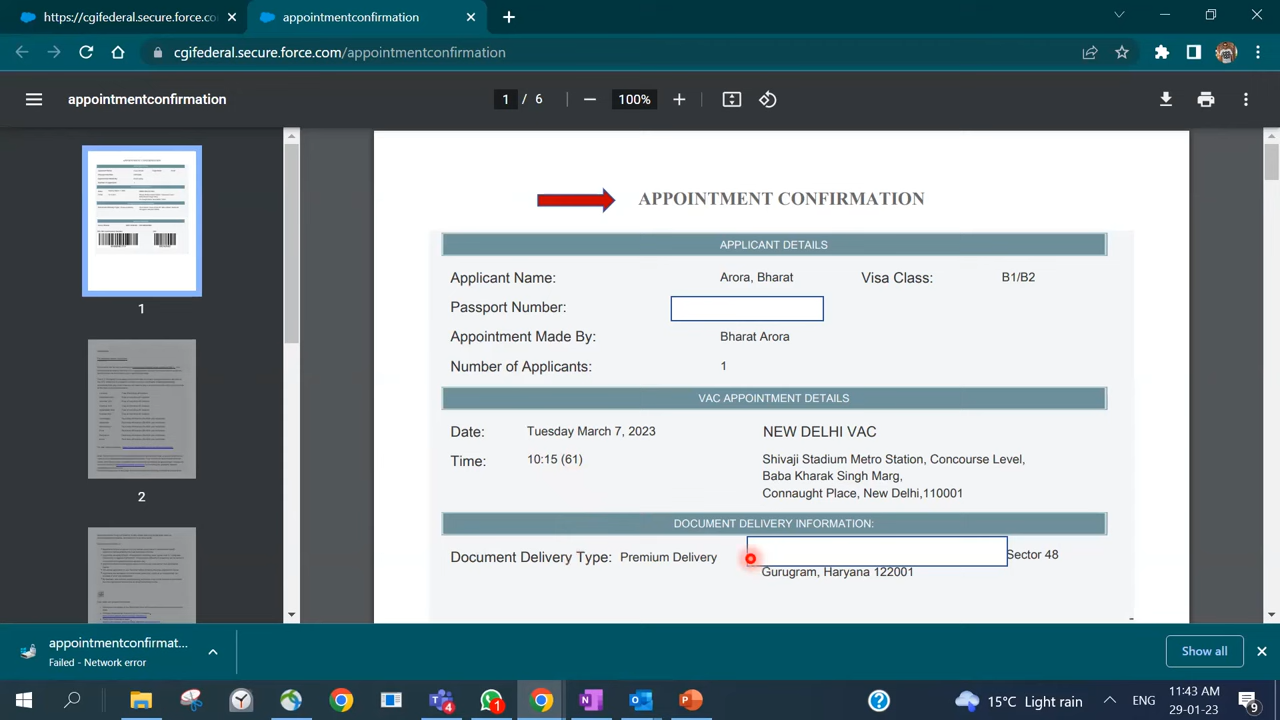 https://cgifederal.secure.force.co
appointmentconfirmation
cgifederal.secure.force.com/appointmentconfirmation
appointmentconfirmation
1 / 6
100%
APPOINTMENT CONFIRMATION
APPLICANT DETAILS
Applicant Name: Arora, Bharat Visa Class: B1/B2
Passport Number:
Appointment Made By: Bharat Arora
Number of Applicants: 1
VAC APPOINTMENT DETAILS
Date: Tuesday March 7, 2023 NEW DELHI VAC
Time: 10:15 (61) Shivaji Stadium Metro Station, Concourse Level,
Baba Kharak Singh Marg,
Connaught Place, New Delhi,110001
DOCUMENT DELIVERY INFORMATION:
Document Delivery Type: Premium Delivery Sector 48
Gurugram, Haryana 122001
1
2
appointmentconfirmat...
Failed - Network error
Show all
4
1
15°C Light rain
ENG
11:43 AM
29-01-23
9